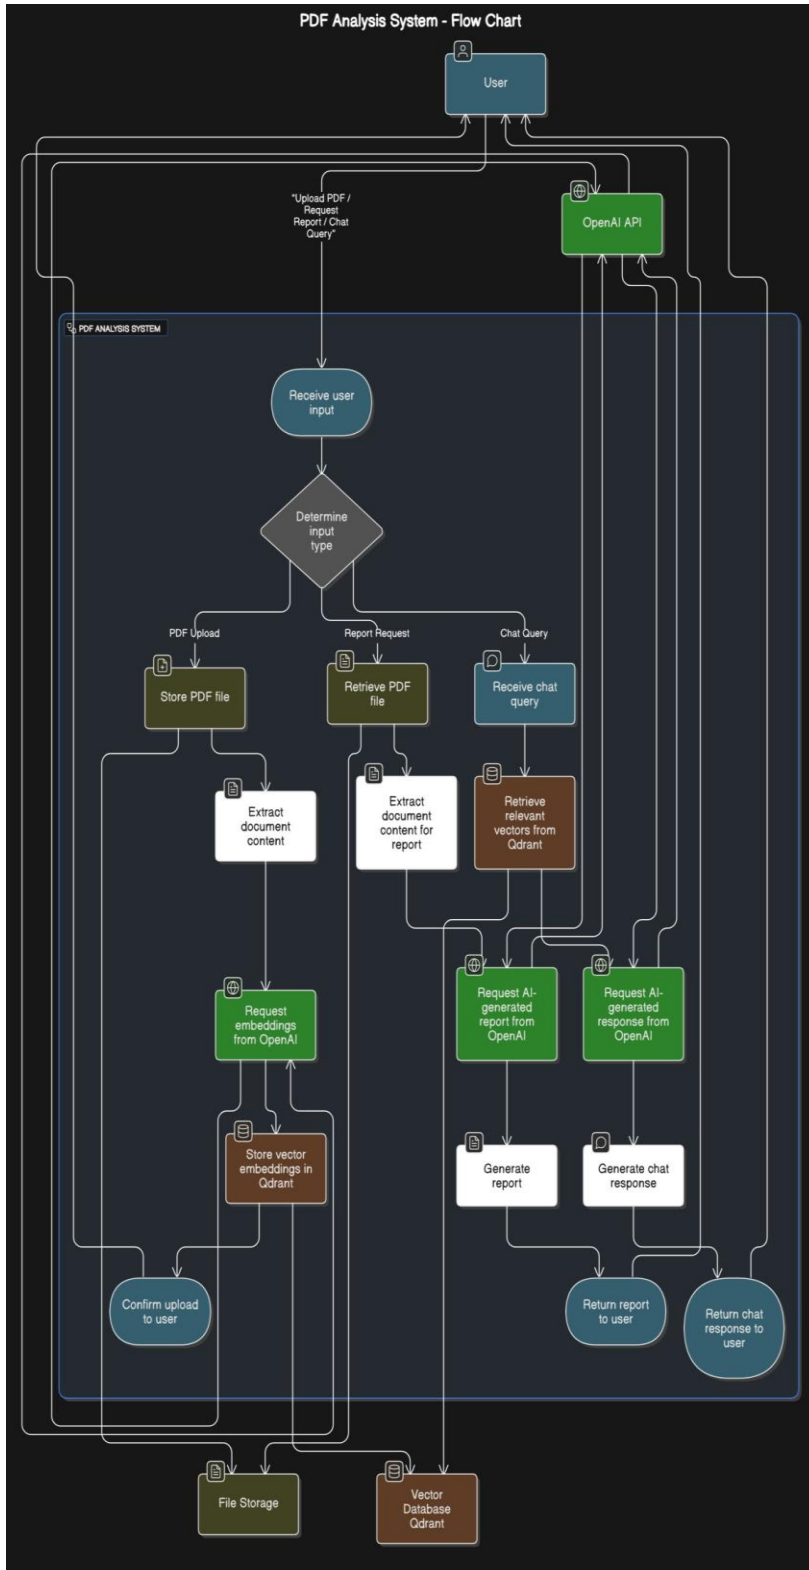 PDF Analysis System - Flow Chart
User
"Upload PDF /
Request
Report / Chat
Query"
OpenAI API
PDF ANALYSIS SYSTEM
Receive user
input
Determine
input
type
PDF Upload
Report Request
Chat Query
Store PDF file
Retrieve PDF
file
Receive chat
query
Extract
document
content
Extract
document
content for
report
Retrieve
relevant
vectors from
Qdrant
Request
embeddings
from OpenAI
Request AI-
generated
report from
OpenAI
Request AI-
generated
response from
OpenAI
Store vector
embeddings in
Qdrant
Generate
report
Generate chat
response
Confirm upload
to user
Return report
to user
Return chat
response to
user
File Storage
Vector
Database
Qdrant